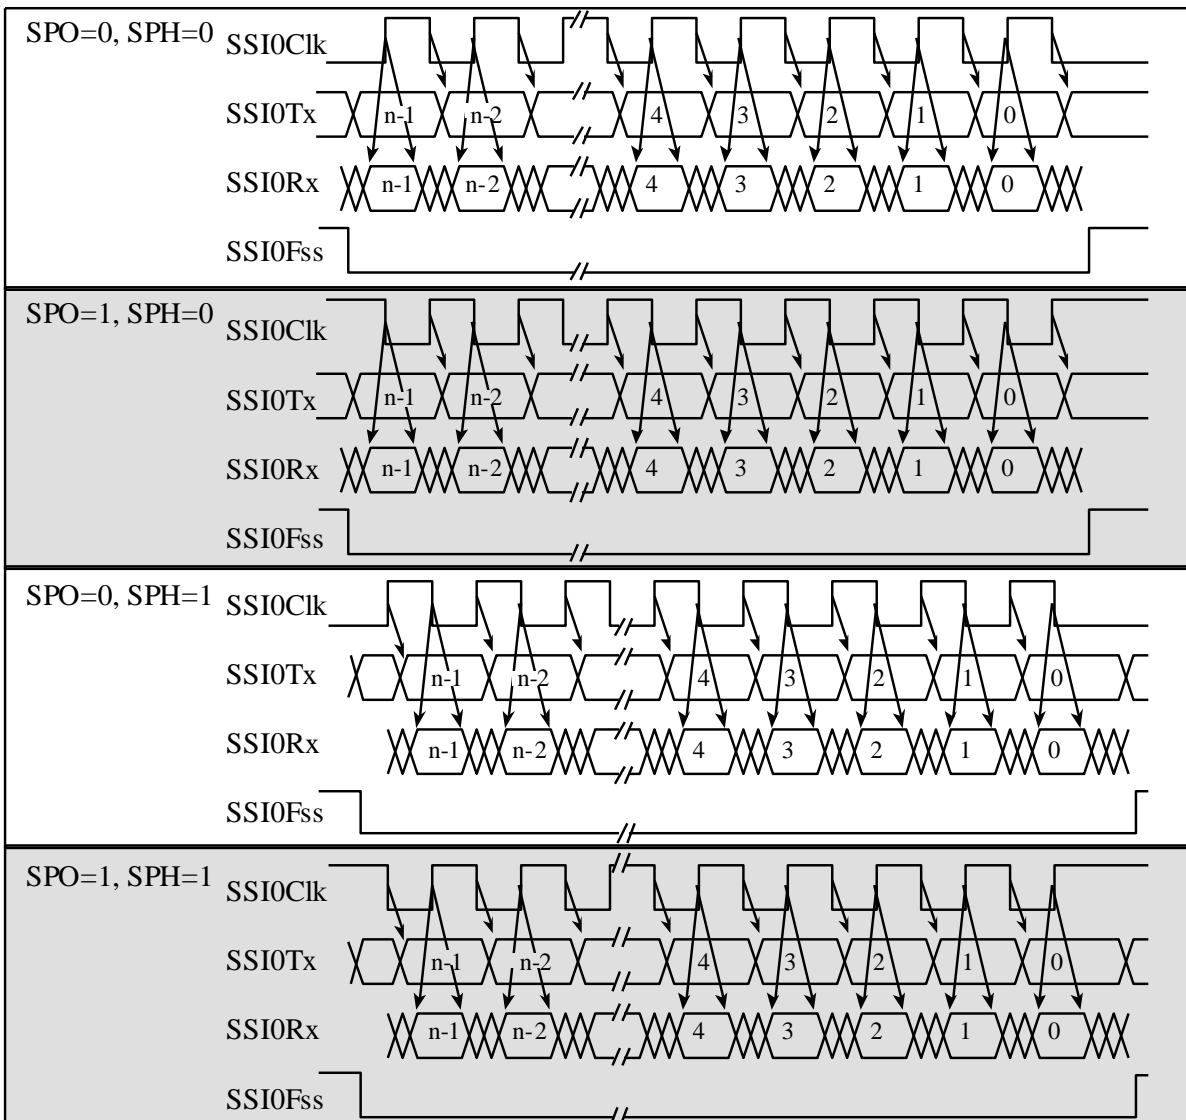 SPO=0, SPH=0 SSI0Clk
SSI0Tx n-1 n-2 4 3 2 1 0
SSI0Rx n-1 n-2 4 3 2 1 0
SSI0Fss
SPO=1, SPH=0 SSI0Clk
SSI0Tx n-1 n-2 4 3 2 1 0
SSI0Rx n-1 n-2 4 3 2 1 0
SSI0Fss
SPO=0, SPH=1 SSI0Clk
SSI0Tx n-1 n-2 4 3 2 1 0
SSI0Rx n-1 n-2 4 3 2 1 0
SSI0Fss
SPO=1, SPH=1 SSI0Clk
SSI0Tx n-1 n-2 4 3 2 1 0
SSI0Rx n-1 n-2 4 3 2 1 0
SSI0Fss